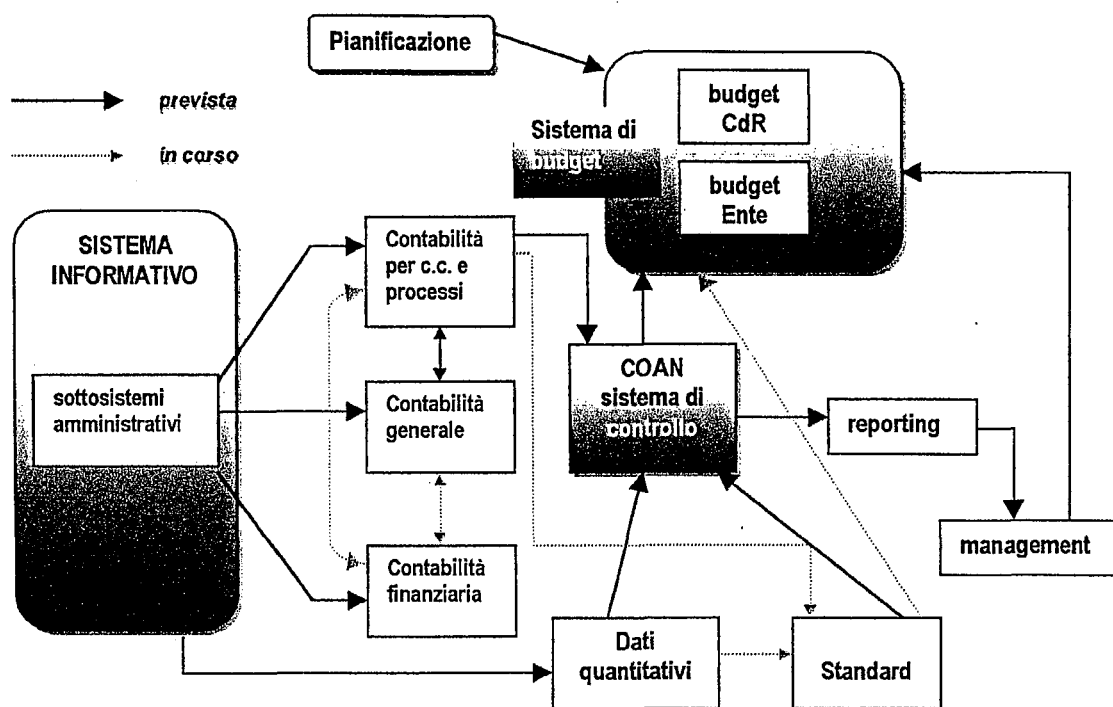 Pianificazione
prevista
in corso
Sistema di
budget
budget
CdR
budget
Ente
SISTEMA
INFORMATIVO
sottosistemi
amministrativi
Contabilità
per c.c. e
processi
Contabilità
generale
Contabilità
finanziaria
COAN
sistema di
controllo
reporting
management
Dati
quantitativi
Standard